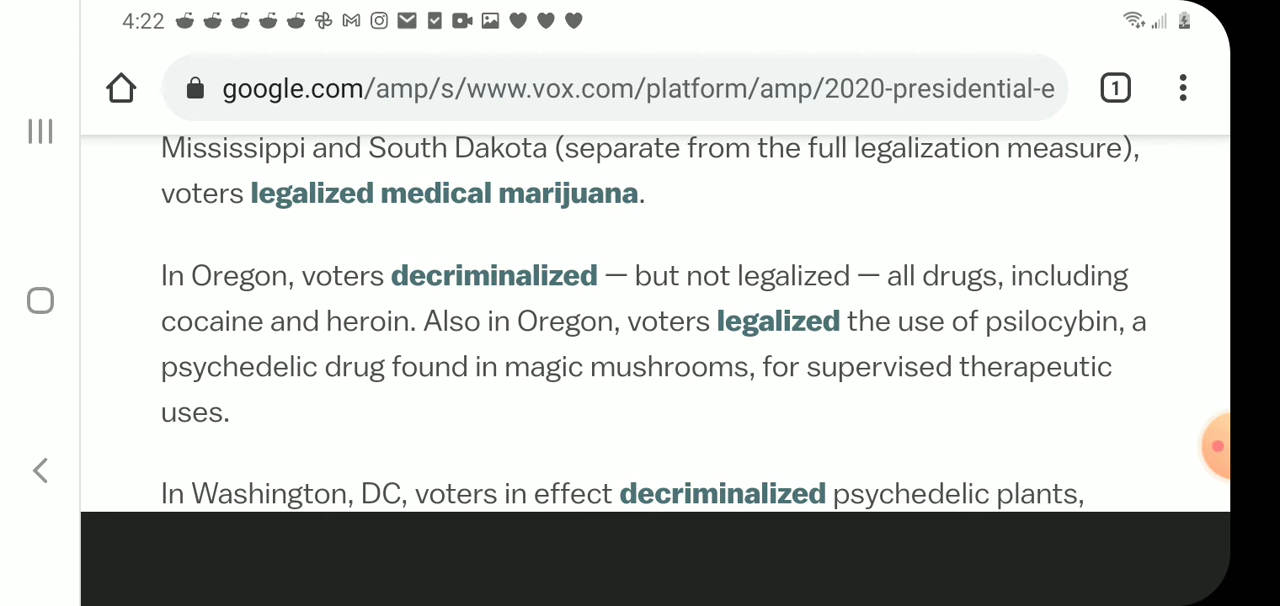 4:22
google.com/amp/s/www.vox.com/platform/amp/2020-presidential-e
1
Mississippi and South Dakota (separate from the full legalization measure),
voters legalized medical marijuana.
In Oregon, voters decriminalized — but not legalized — all drugs, including
cocaine and heroin. Also in Oregon, voters legalized the use of psilocybin, a
psychedelic drug found in magic mushrooms, for supervised therapeutic
uses.
In Washington, DC, voters in effect decriminalized psychedelic plants,